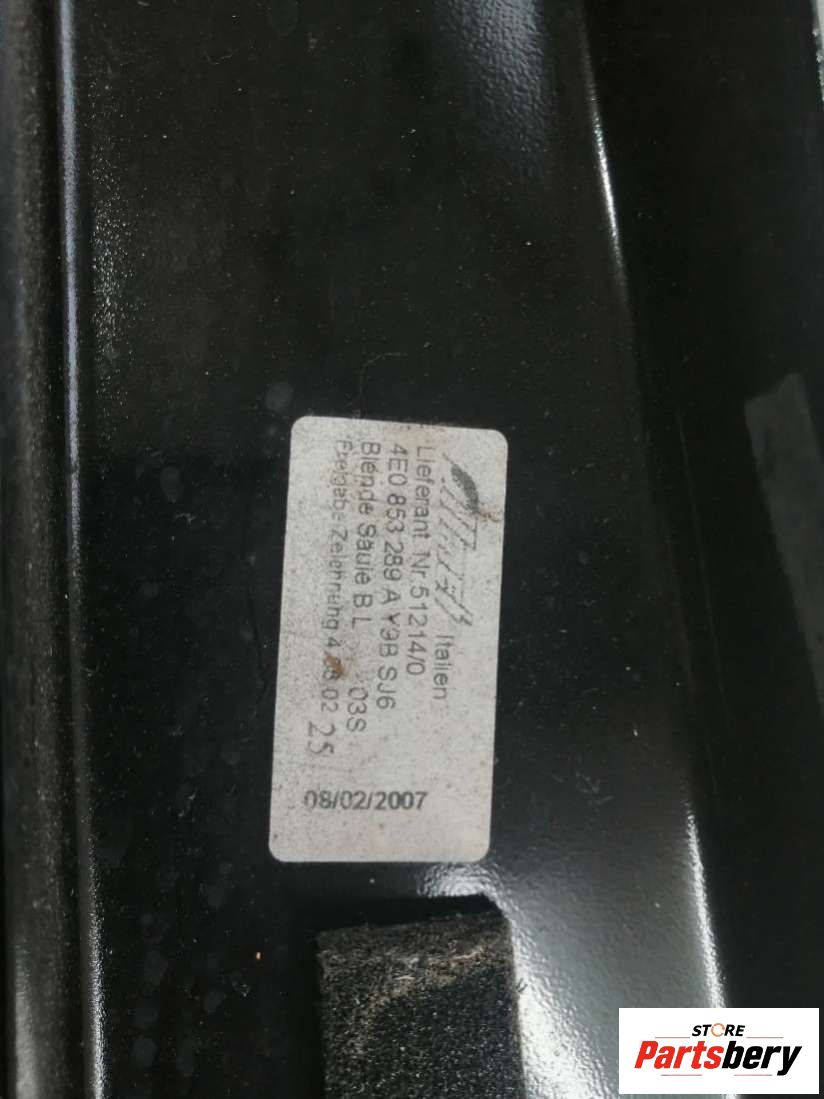 Italien
Lieferant Nr.51214/0
4E0 853 289 A Y9B SJ6
Blende Säule B L 03S
Freigabe Zeichnung 02
25
08/02/2007
STORE
Partsbery